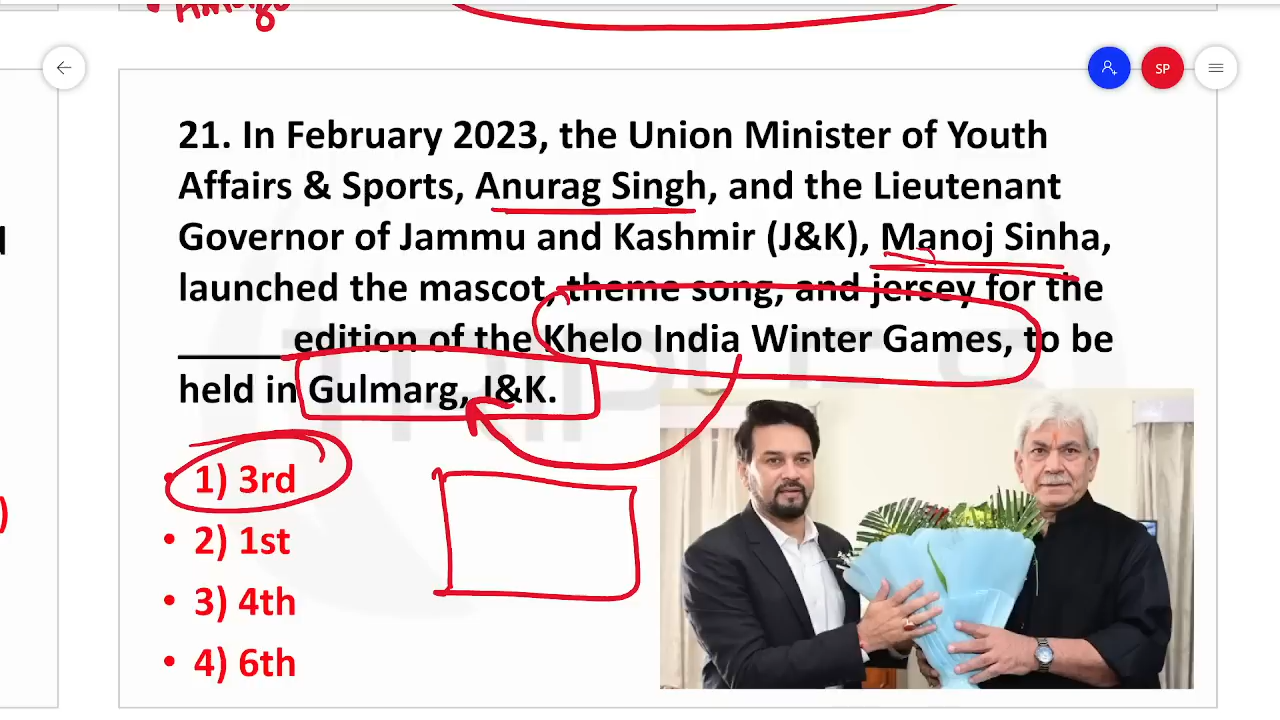 SP
21. In February 2023, the Union Minister of Youth
Affairs & Sports, Anurag Singh, and the Lieutenant
Governor of Jammu and Kashmir (J&K), Manoj Sinha,
launched the mascot, theme song, and jersey for the
_____ edition of the Khelo India Winter Games, to be
held in Gulmarg, J&K.
• 1) 3rd
• 2) 1st
• 3) 4th
• 4) 6th